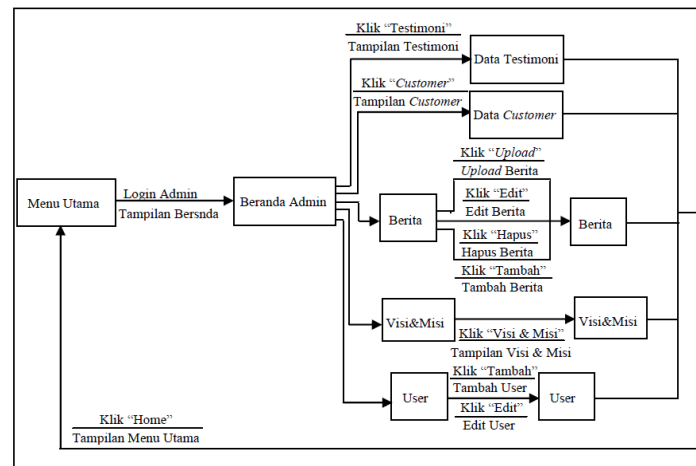 Klik “Testimoni”
Tampilan Testimoni
Data Testimoni
Klik “Customer”
Tampilan Customer
Data Customer
Menu Utama
Login Admin
Tampilan Bersnda
Beranda Admin
Berita
Klik “Upload”
Upload Berita
Klik “Edit”
Edit Berita
Klik “Hapus”
Hapus Berita
Klik “Tambah”
Tambah Berita
Berita
Visi&Misi
Klik “Visi & Misi”
Tampilan Visi & Misi
Visi&Misi
User
Klik “Tambah”
Tambah User
Klik “Edit”
Edit User
User
Klik “Home”
Tampilan Menu Utama